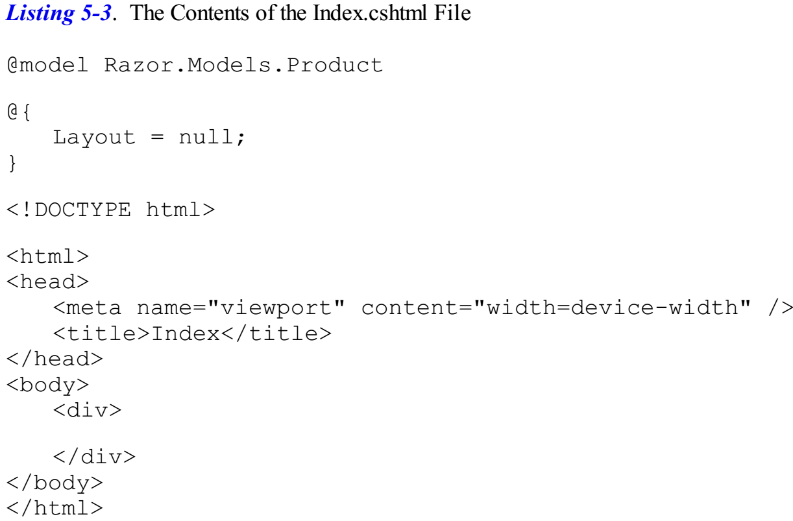 Listing 5-3. The Contents of the Index.cshtml File
@model Razor.Models.Product
@{
    Layout = null;
}
<!DOCTYPE html>
<html>
<head>
    <meta name="viewport" content="width=device-width" />
    <title>Index</title>
</head>
<body>
    <div>
    </div>
</body>
</html>